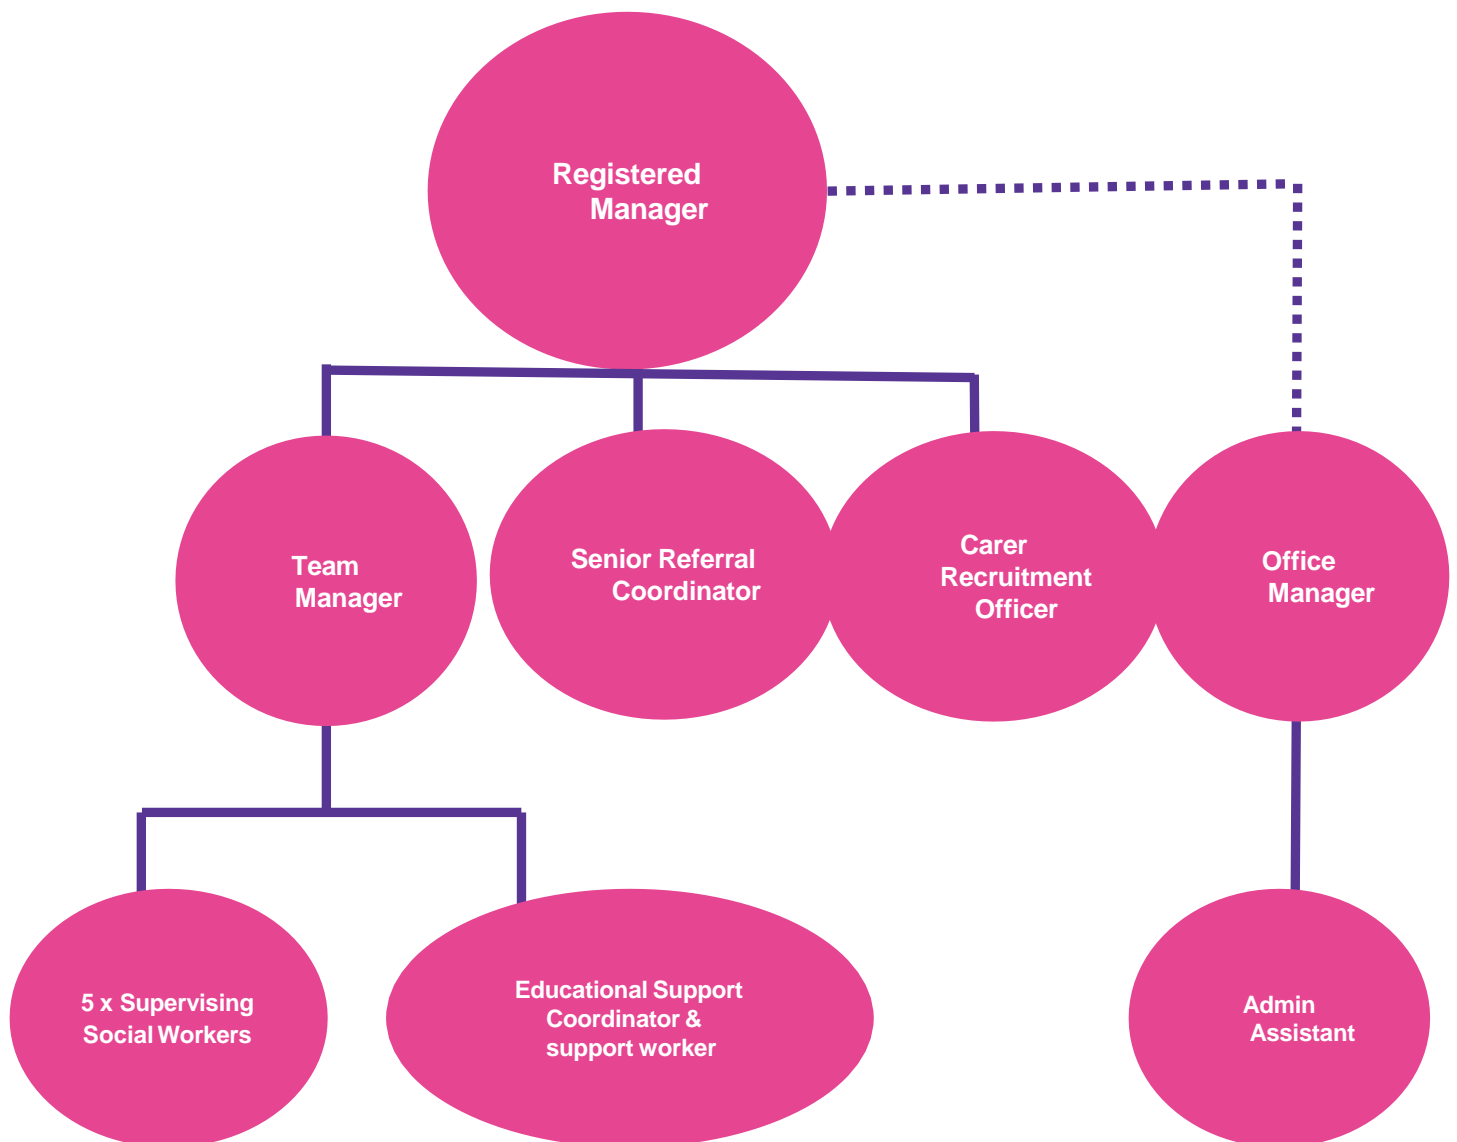 Registered
Manager
Team
Manager
Senior Referral
Coordinator
Carer
Recruitment
Officer
Office
Manager
5 x Supervising
Social Workers
Educational Support
Coordinator &
support worker
Admin
Assistant